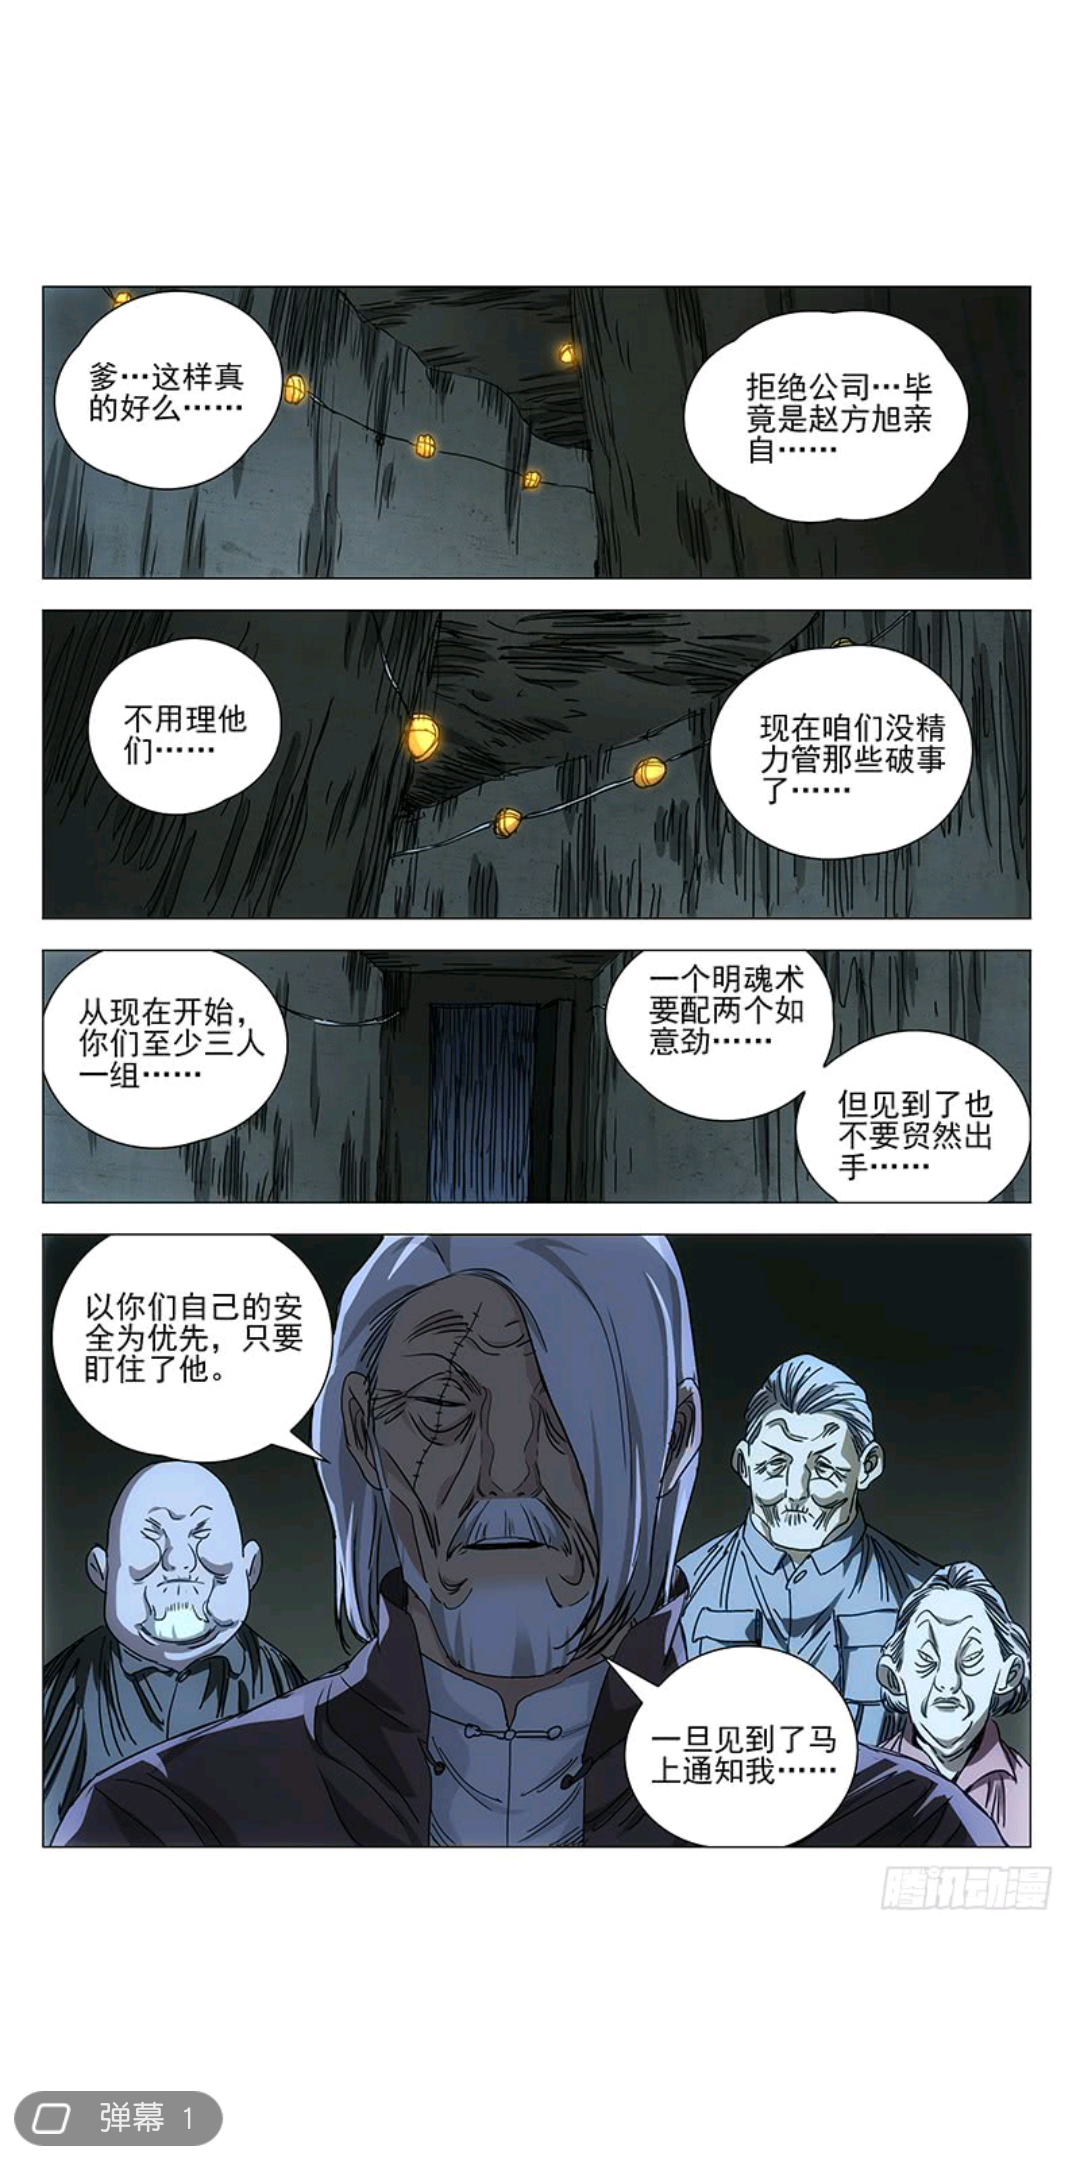 爹…这样真
的好么……
拒绝公司…毕
竟是赵方旭亲
自……
不用理他
们……
现在咱们没精
力管那些破事
了……
从现在开始，
你们至少三人
一组……
一个明魂术
要配两个如
意劲……
但见到了也
不要贸然出
手……
以你们自己的安
全为优先，只要
盯住了他。
一旦见到了马
上通知我……
腾讯动漫
弹幕 1